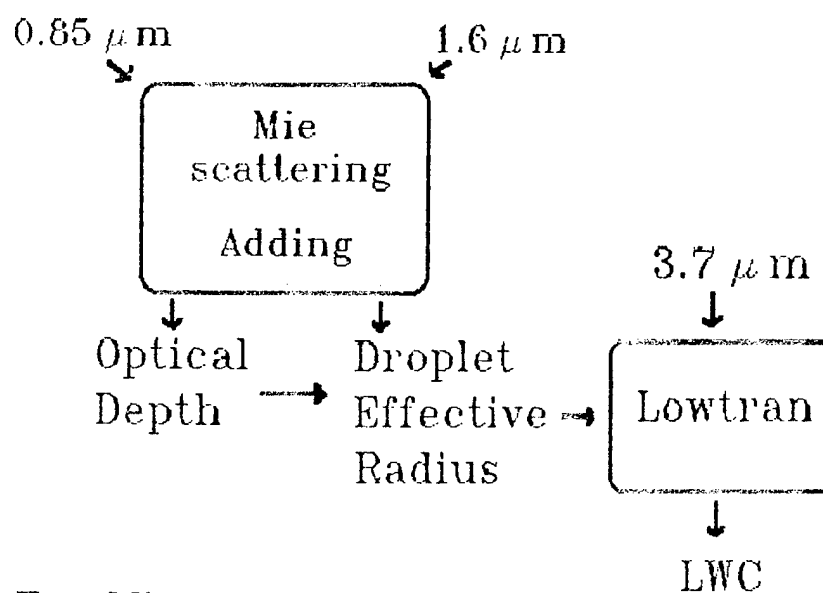 0.85 μm
1.6 μm
Mie
scattering
Adding
3.7 μm
Optical
Depth
Droplet
Effective
Radius
Lowtran
LWC